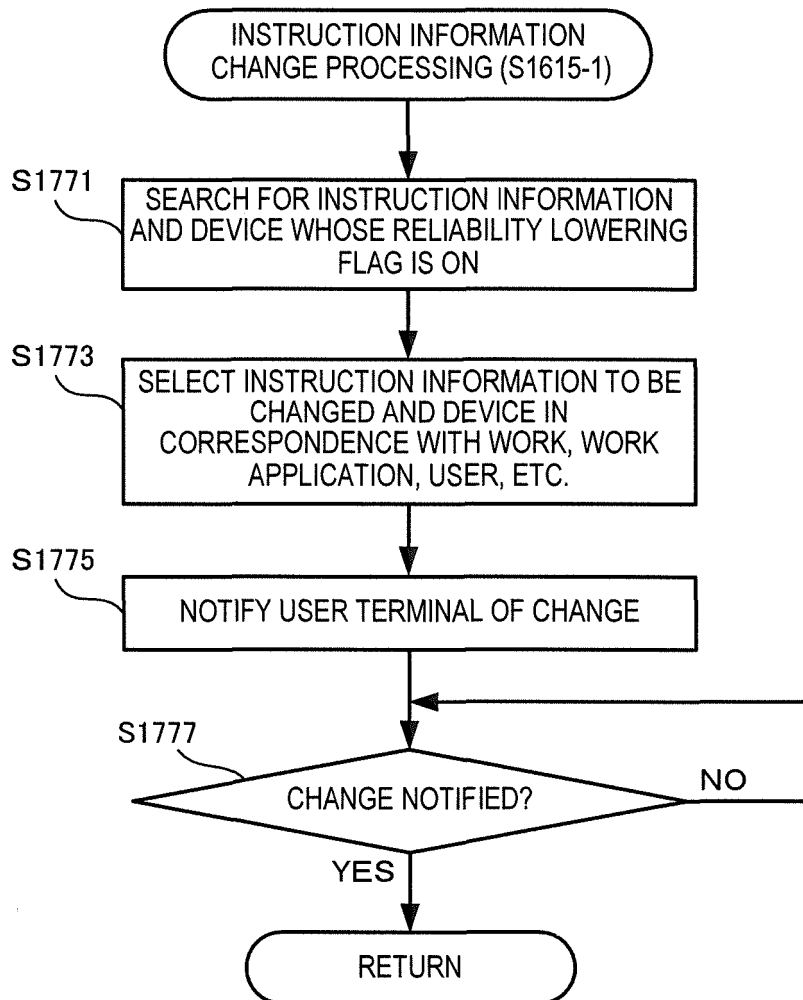 INSTRUCTION INFORMATION
CHANGE PROCESSING (S1615-1)
S1771
SEARCH FOR INSTRUCTION INFORMATION
AND DEVICE WHOSE RELIABILITY LOWERING
FLAG IS ON
S1773
SELECT INSTRUCTION INFORMATION TO BE
CHANGED AND DEVICE IN
CORRESPONDENCE WITH WORK, WORK
APPLICATION, USER, ETC.
S1775
NOTIFY USER TERMINAL OF CHANGE
S1777
CHANGE NOTIFIED?
NO
YES
RETURN